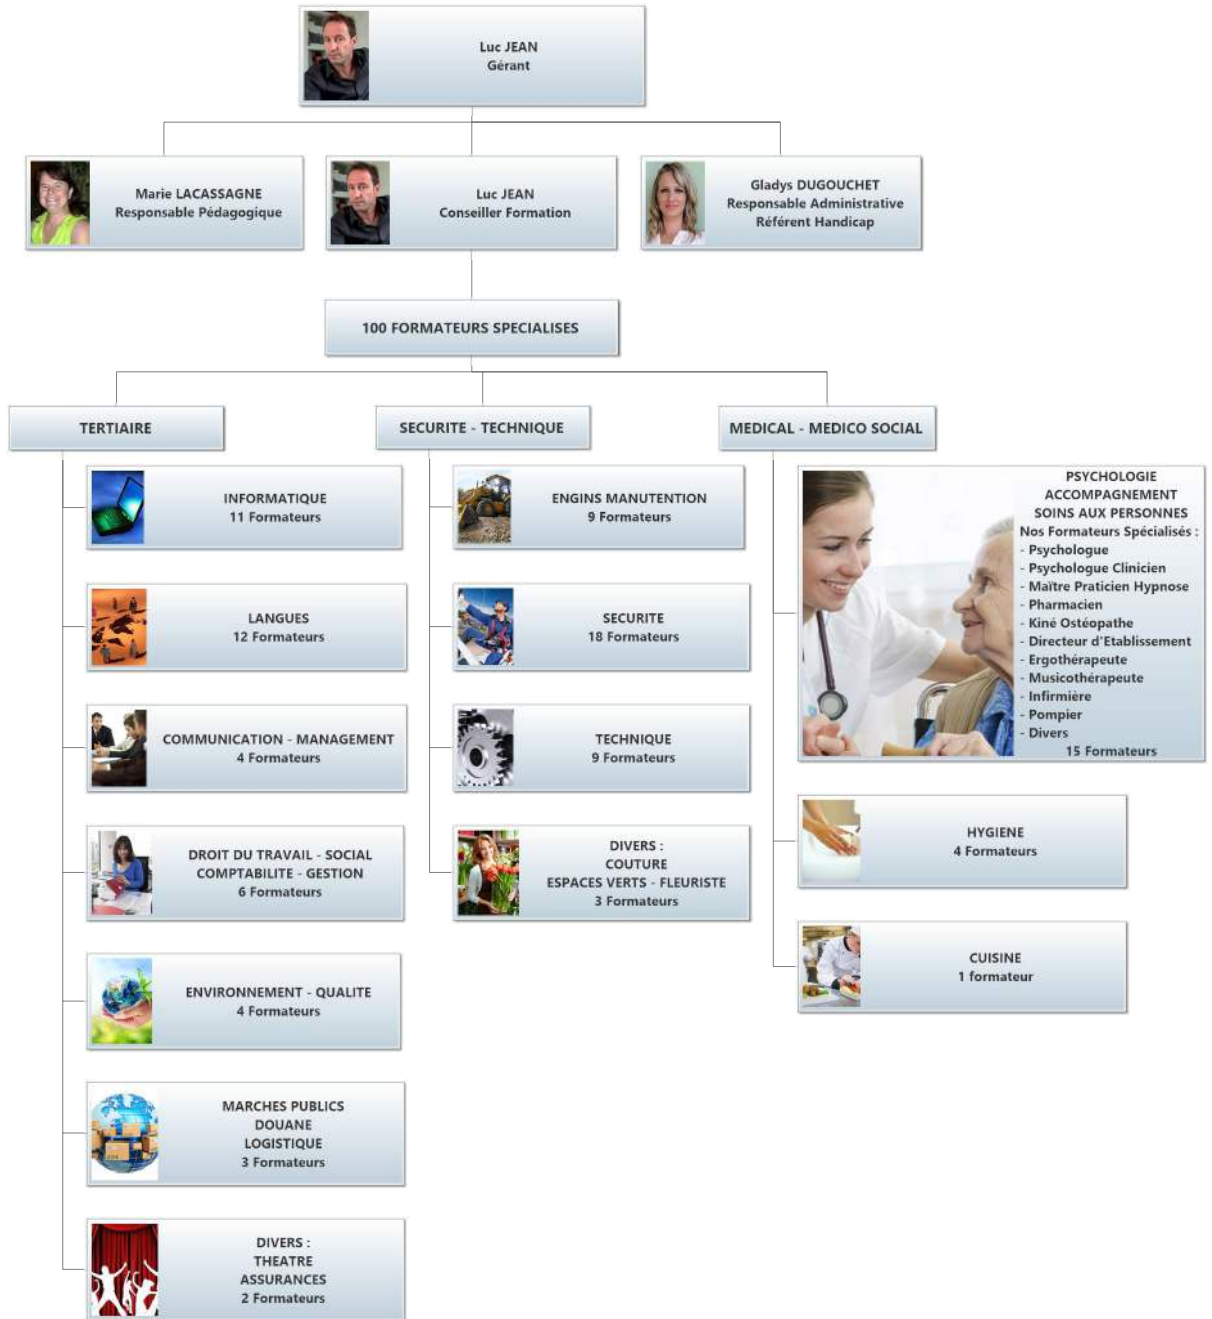 Luc JEAN
Gérant
Marie LACASSAGNE
Responsable Pédagogique
Luc JEAN
Conseiller Formation
Gladys DUGOUCHET
Responsable Administrative
Référent Handicap
100 FORMATEURS SPECIALISES
TERTIAIRE
INFORMATIQUE
11 Formateurs
LANGUES
12 Formateurs
COMMUNICATION - MANAGEMENT
4 Formateurs
DROIT DU TRAVAIL - SOCIAL
COMPTABILITE - GESTION
6 Formateurs
ENVIRONNEMENT - QUALITE
4 Formateurs
MARCHES PUBLICS
DOUANE
LOGISTIQUE
3 Formateurs
DIVERS :
THEATRE
ASSURANCES
2 Formateurs
SECURITE - TECHNIQUE
ENGINS MANUTENTION
9 Formateurs
SECURITE
18 Formateurs
TECHNIQUE
9 Formateurs
DIVERS :
COUTURE
ESPACES VERTS - FLEURISTE
3 Formateurs
MEDICAL - MEDICO SOCIAL
PSYCHOLOGIE
ACCOMPAGNEMENT
SOINS AUX PERSONNES
Nos Formateurs Spécialisés :
- Psychologue
- Psychologue Clinicien
- Maître Praticien Hypnose
- Pharmacien
- Kiné Ostéopathe
- Directeur d'Etablissement
- Ergothérapeute
- Musicothérapeute
- Infirmière
- Pompier
- Divers
15 Formateurs
HYGIENE
4 Formateurs
CUISINE
1 formateur